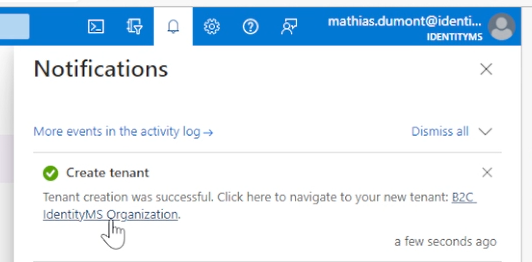 mathias.dumont@identi...
IDENTITYMS
Notifications
More events in the activity log →
Dismiss all
Create tenant
Tenant creation was successful. Click here to navigate to your new tenant: B2C
IdentityMS Organization.
a few seconds ago